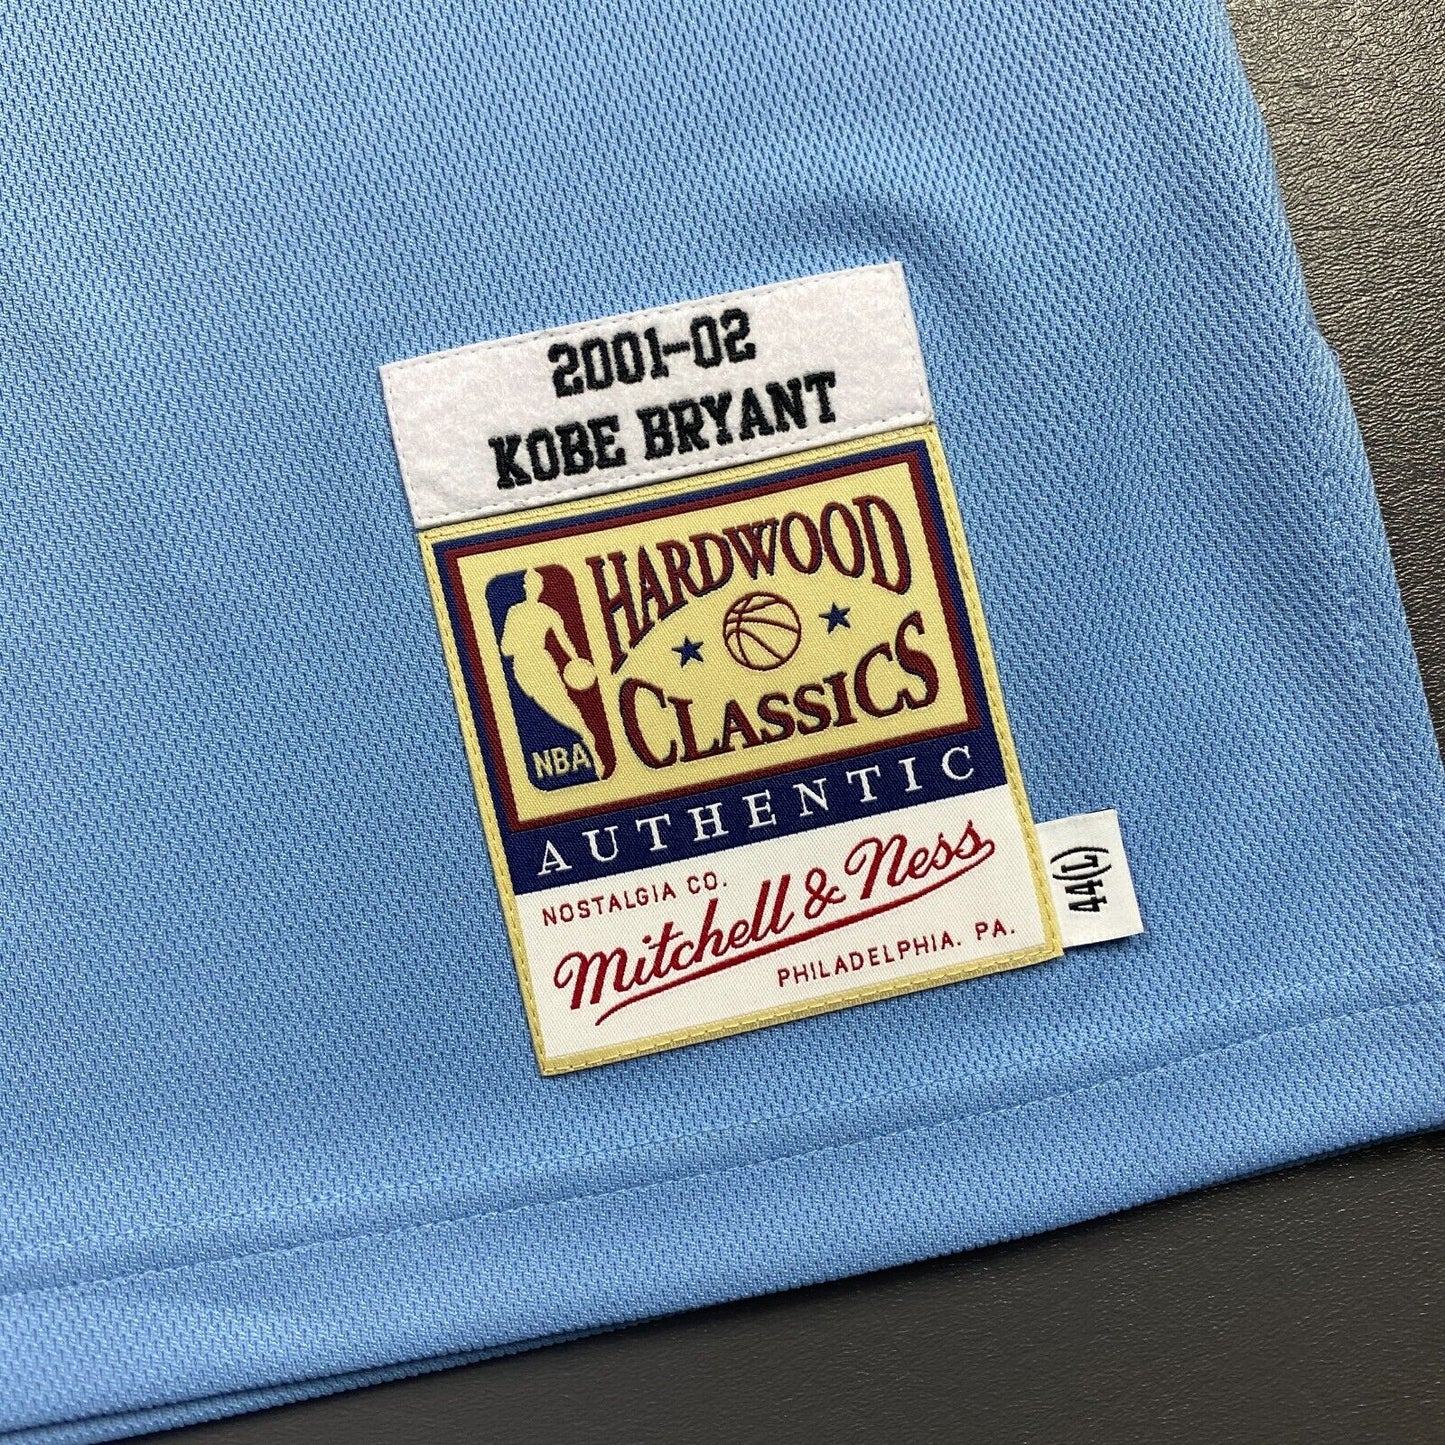 2001-02
KOBE BRYANT
HARDWOOD
CLASSICS
NBA
AUTHENTIC
NOSTALGIA CO.
Mitchell & Ness
PHILADELPHIA. PA.
44(L)